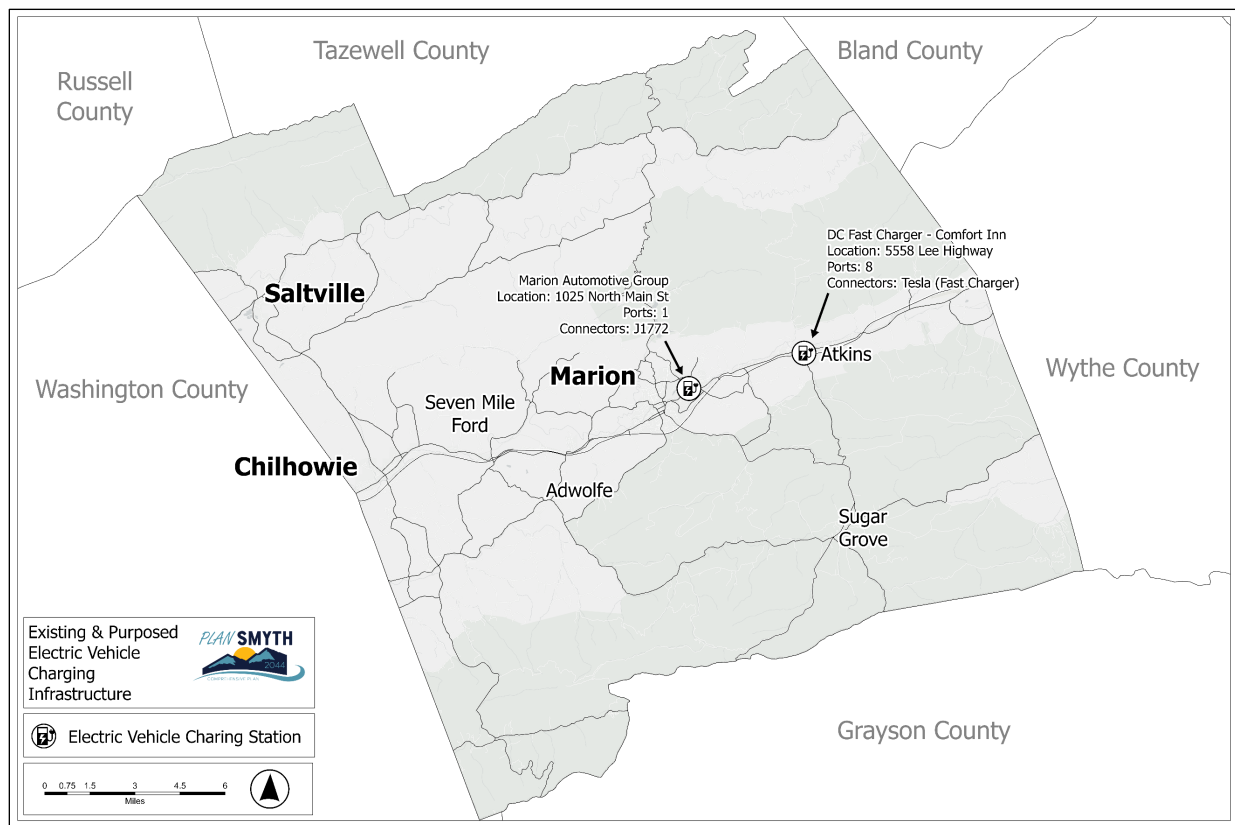 Tazewell County
Bland County
Russell
County
DC Fast Charger - Comfort Inn
Location: 5558 Lee Highway
Ports: 8
Connectors: Tesla (Fast Charger)
Marion Automotive Group
Location: 1025 North Main St
Ports: 1
Connectors: J1772
Saltville
Atkins
Wythe County
Marion
Washington County
Seven Mile
Ford
Chilhowie
Adwolfe
Sugar
Grove
Existing & Purposed
Electric Vehicle
Charging
Infrastructure
PLAN SMYTH
2044
COMPREHENSIVE PLAN
Electric Vehicle Charing Station
Grayson County
0 0.75 1.5 3 4.5 6
Miles